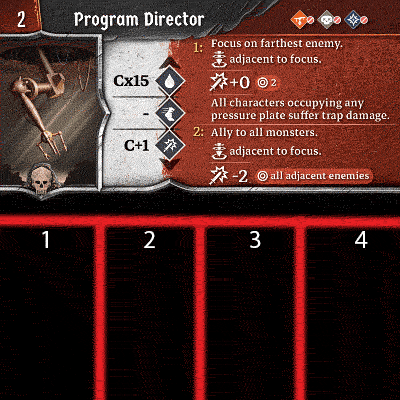 2
Program Director
1: Focus on farthest enemy.
adjacent to focus.
+0 2
All characters occupying any
pressure plate suffer trap damage.
2: Ally to all monsters.
adjacent to focus.
-2 all adjacent enemies
Cx15
-
C+1
1 2 3 4